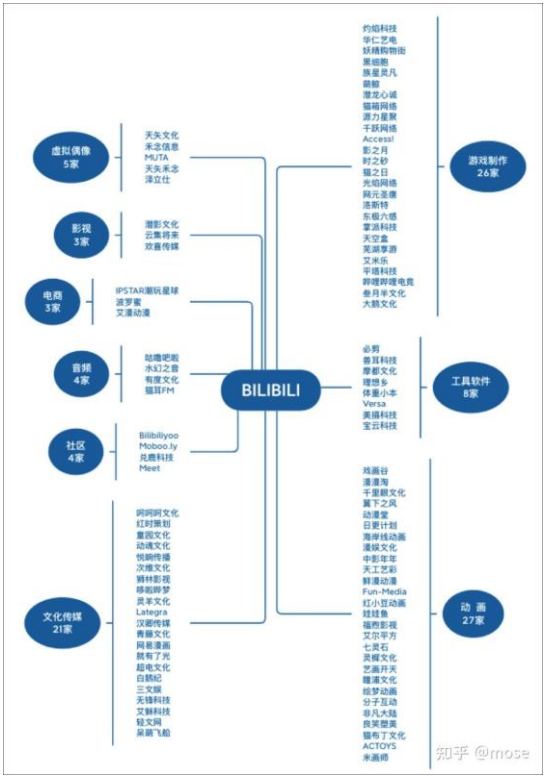 虚拟偶像
5家
天矢文化
禾念信息
MUTA
天矢禾念
泽立仕
影视
3家
潜影文化
云集将来
欢喜传媒
电商
3家
IPSTAR潮玩星球
波罗蜜
艾漫动漫
音频
4家
咕噜吧啦
水幻之音
有度文化
猫耳FM
社区
4家
Bilibiliyoo
Moboo.ly
兑鹿科技
Meet
文化传媒
21家
呵呵呵文化
红时策划
童园文化
动魂文化
悦晌传播
次维文化
狮林影视
哆啦哔梦
灵羊文化
Lategra
汉卿传媒
青藤文化
网易漫画
就有了光
超电文化
白鹅纪
三文娱
无锋科技
艾稣科技
轻文网
呆萌飞船
BILIBILI
灼焰科技
华仁艺电
妖精购物街
黑细胞
族星灵凡
萌鲸
潜龙心诚
猫箱网络
源力星聚
千跃网络
Access!
影之月
时之砂
猫之日
光焰网络
网元圣唐
洛斯特
东极六感
掌派科技
天空盒
芜湖享游
艾米乐
平塔科技
哔哩哔哩电竞
叁月半文化
大鹅文化
游戏制作
26家
必剪
兽耳科技
摩都文化
理想乡
体重小本
Versa
美摄科技
宝云科技
工具软件
8家
戏画谷
漫漫淘
千里眼文化
翼下之风
动漫堂
日更计划
海岸线动画
漫娱文化
中影年年
天工艺彩
鲜漫动漫
Fun-Media
红小豆动画
娃娃鱼
福煦影视
艾尔平方
七灵石
灵樨文化
艺画开天
瞳浦文化
绘梦动画
分子互动
非凡大陆
良笑塑美
猫布丁文化
ACTOYS
米画师
动 画
27家
知乎 @mose